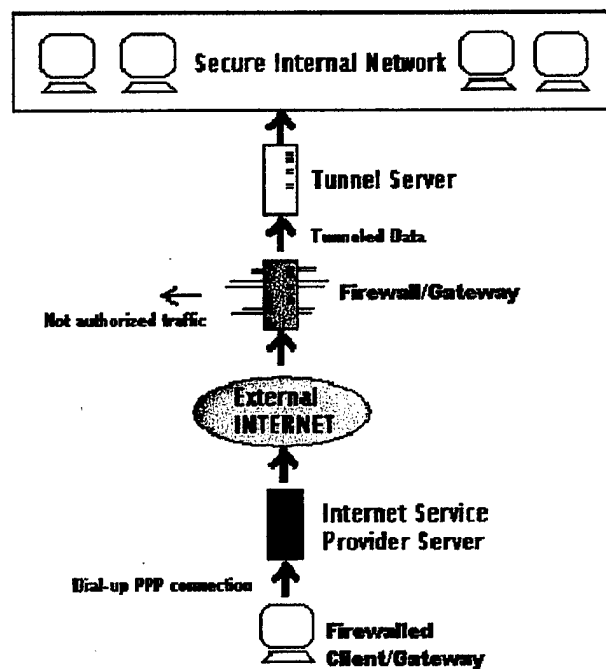 Secure Internal Network
Tunnel Server
Tunneled Data
Firewall/Gateway
Not authorized traffic
External
INTERNET
Internet Service
Provider Server
Dial-up PPP connection
Firewalled
Client/Gateway